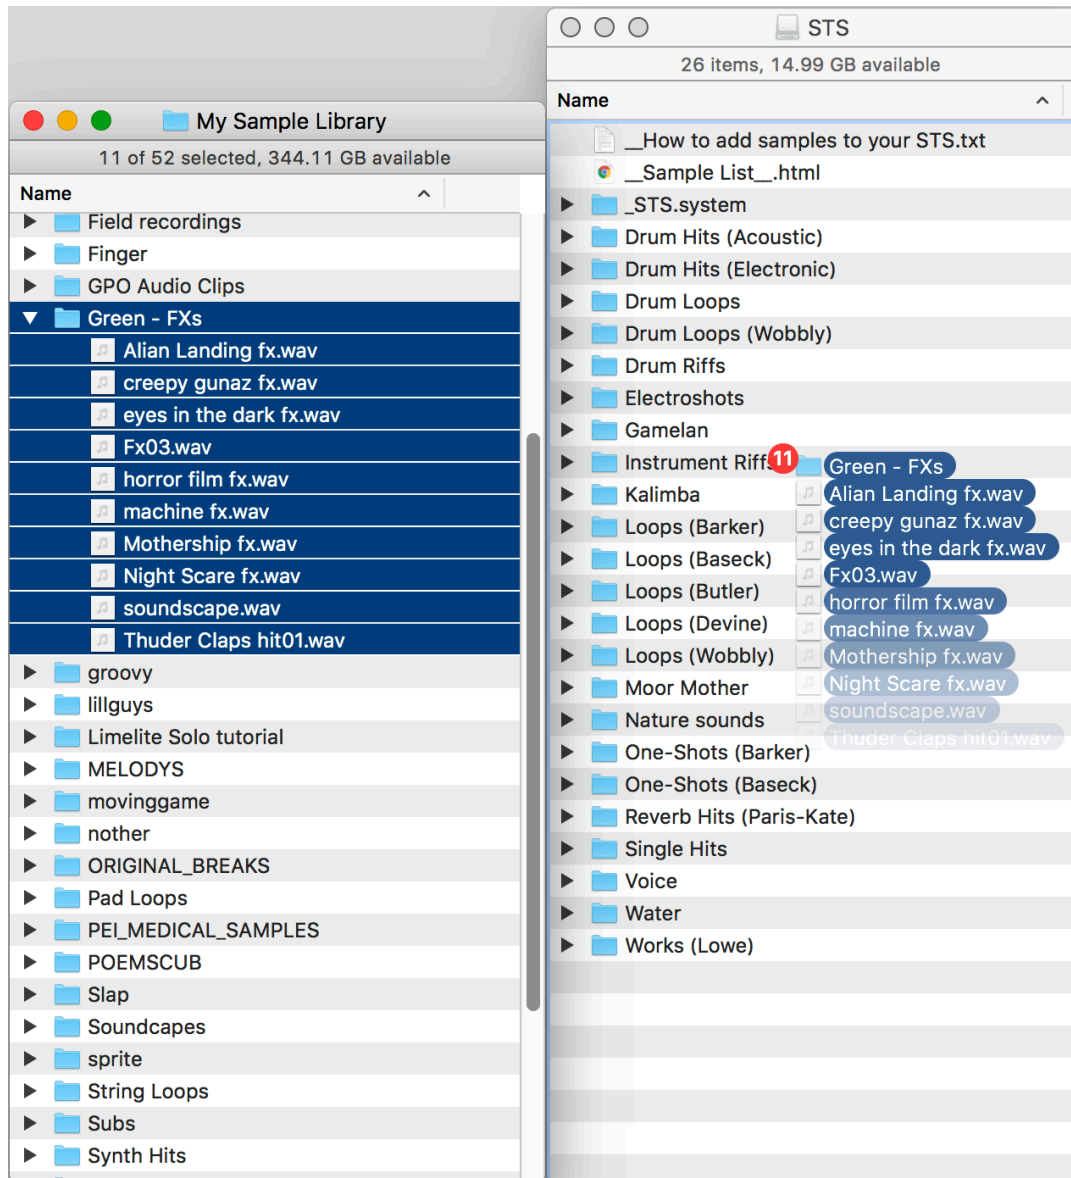 My Sample Library
11 of 52 selected, 344.11 GB available
Name
Field recordings
Finger
GPO Audio Clips
Green - FXs
Alian Landing fx.wav
creepy gunaz fx.wav
eyes in the dark fx.wav
Fx03.wav
horror film fx.wav
machine fx.wav
Mothership fx.wav
Night Scare fx.wav
soundscape.wav
Thuder Claps hit01.wav
groovy
lillguys
Limelite Solo tutorial
MELODYS
movinggame
nother
ORIGINAL_BREAKS
Pad Loops
PEI_MEDICAL_SAMPLES
POEMSCUB
Slap
Soundcapes
sprite
String Loops
Subs
Synth Hits
STS
26 items, 14.99 GB available
Name
__How to add samples to your STS.txt
__Sample List__.html
_STS.system
Drum Hits (Acoustic)
Drum Hits (Electronic)
Drum Loops
Drum Loops (Wobbly)
Drum Riffs
Electroshots
Gamelan
Instrument Riffs
Kalimba
Loops (Barker)
Loops (Baseck)
Loops (Butler)
Loops (Devine)
Loops (Wobbly)
Moor Mother
Nature sounds
One-Shots (Barker)
One-Shots (Baseck)
Reverb Hits (Paris-Kate)
Single Hits
Voice
Water
Works (Lowe)
11
Green - FXs
Alian Landing fx.wav
creepy gunaz fx.wav
eyes in the dark fx.wav
Fx03.wav
horror film fx.wav
machine fx.wav
Mothership fx.wav
Night Scare fx.wav
soundscape.wav
Thuder Claps hit01.wav